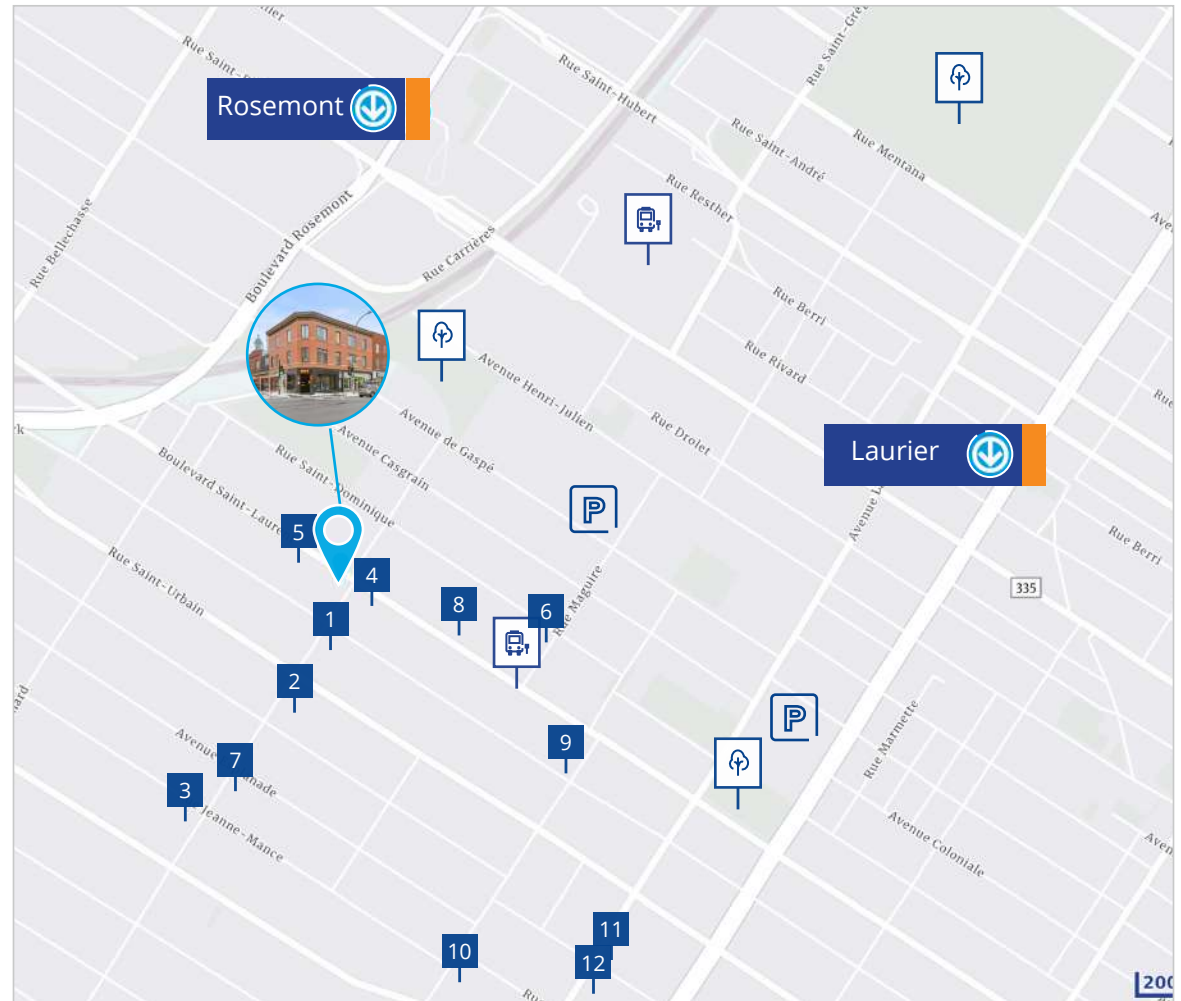 Rue Saint-Hubert
Rue Saint-André
Rue Mentana
Rosemont
Rue Resther
Rue Bellechasse
Boulevard Rosemont
Rue Carrières
Rue Berri
Rue Rivard
Avenue Henri-Julien
Avenue de Gaspé
Rue Drolet
Avenue Casgrain
Laurier
Rue Saint-Dominique
Boulevard Saint-Laure
P
Rue Berri
5
Rue Saint-Urbain
335
4
Rue Maguire
8
6
1
2
P
9
Rue Marmette
7
3
Jeanne-Mance
Avenue Coloniale
11
10
12
200